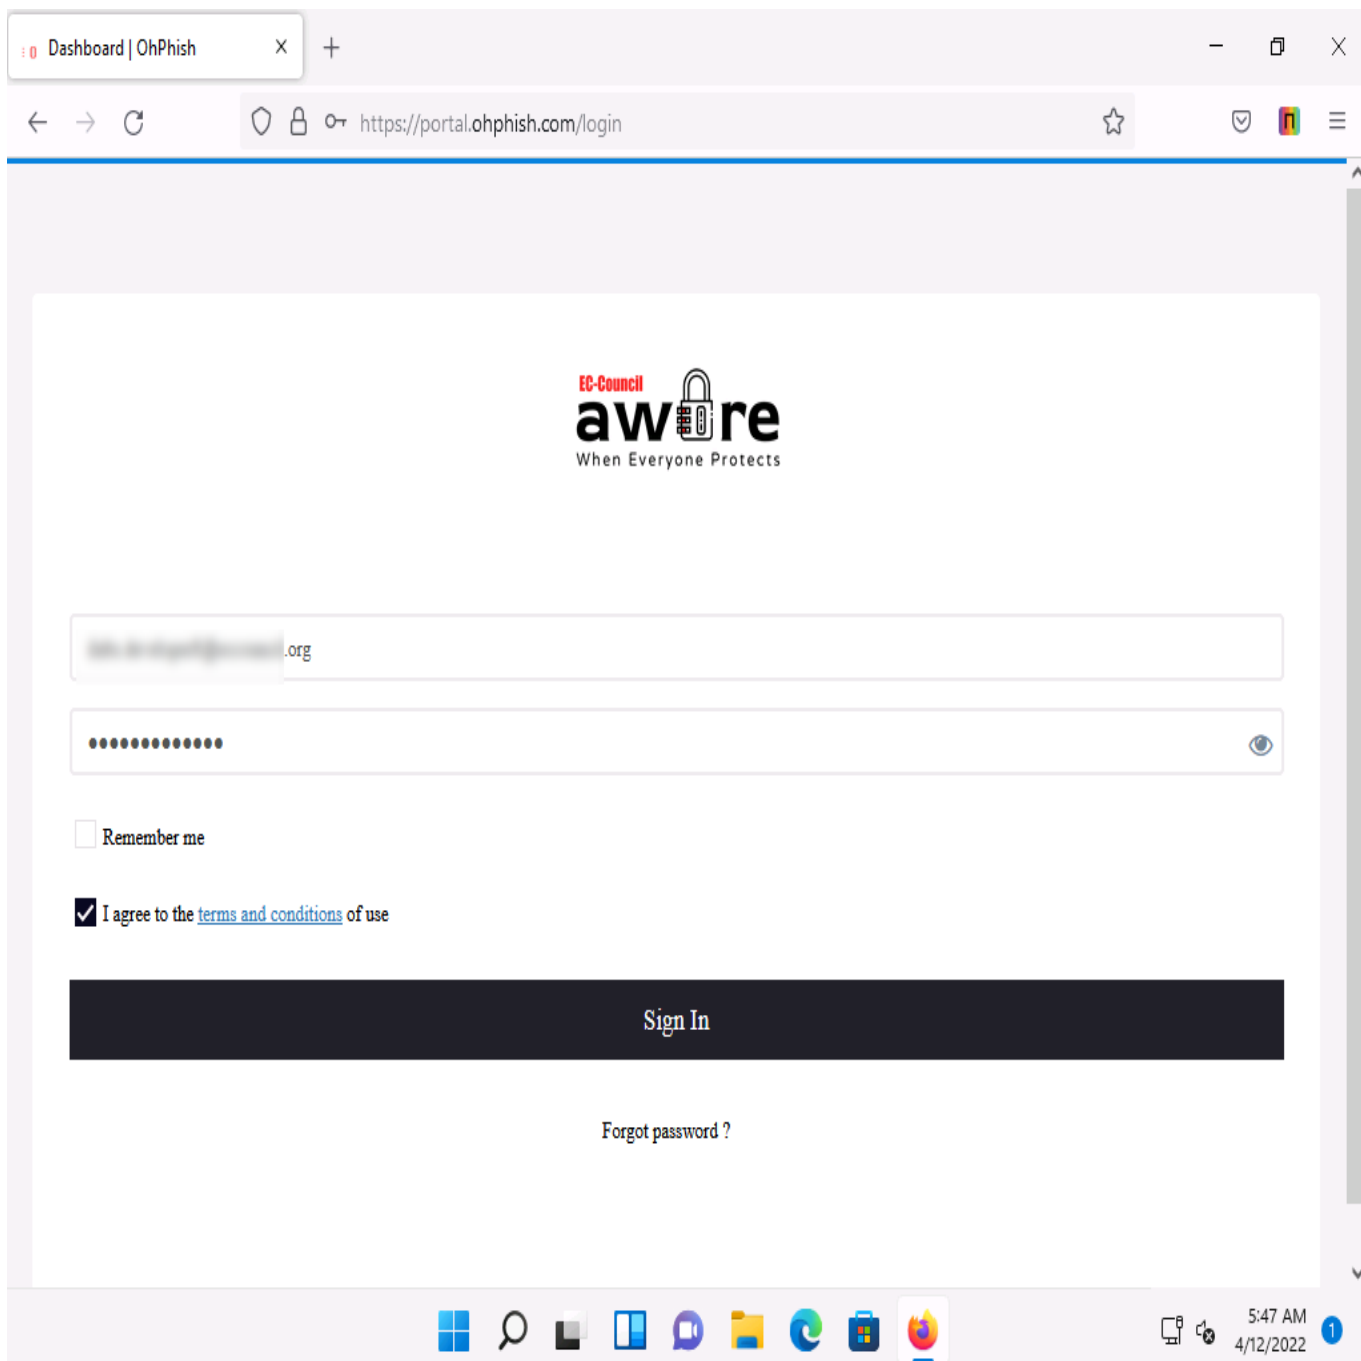 Dashboard | OhPhish
https://portal.ohphish.com/login
EC-Council
aware
When Everyone Protects
.org
Remember me
I agree to the terms and conditions of use
Sign In
Forgot password ?
5:47 AM
4/12/2022
1